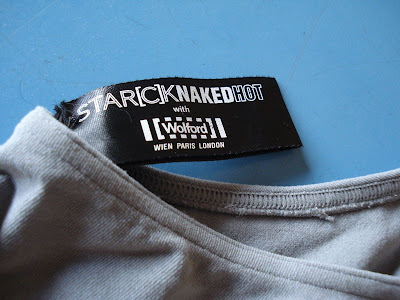 STAR[C]KNAKEDHOT
with
Wolford
WIEN PARIS LONDON